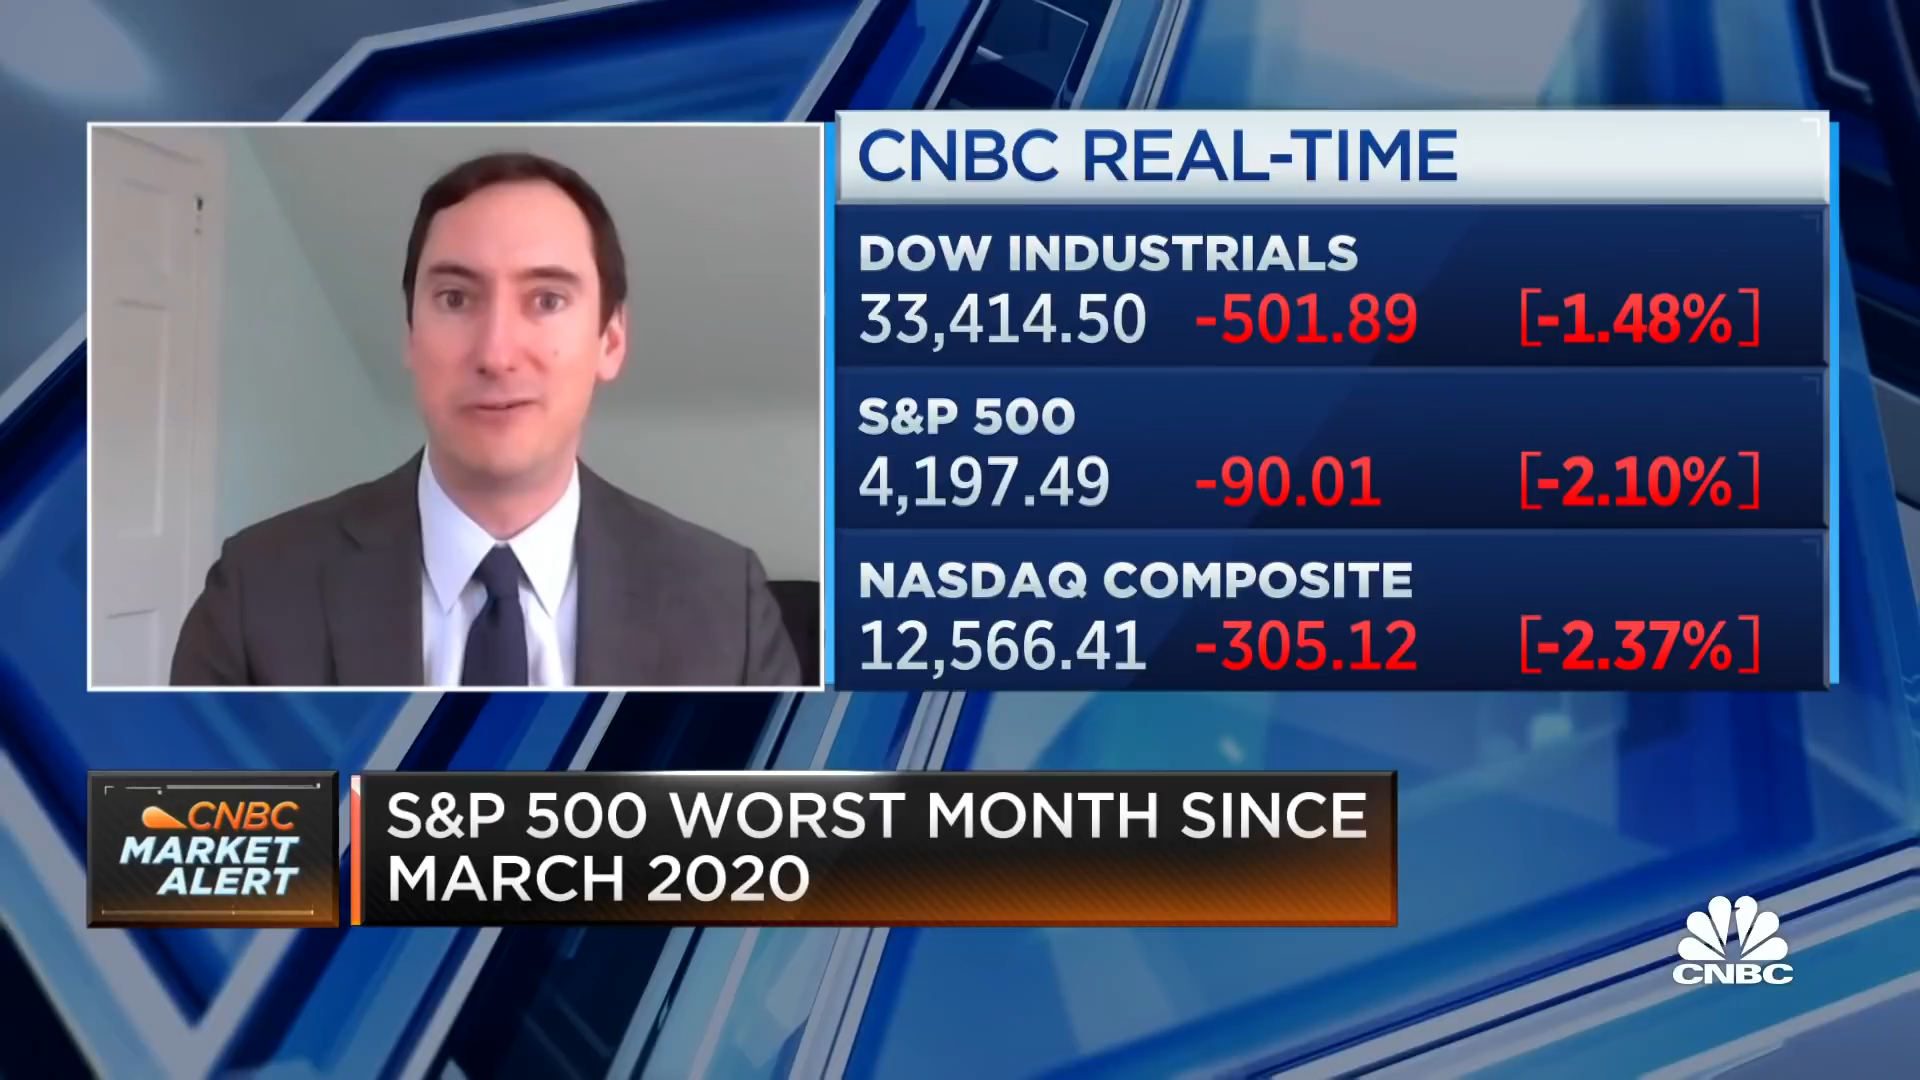 CNBC REAL-TIME
DOW INDUSTRIALS
33,414.50 -501.89 [-1.48%]
S&P 500
4,197.49 -90.01 [-2.10%]
NASDAQ COMPOSITE
12,566.41 -305.12 [-2.37%]
CNBC
MARKET
ALERT
S&P 500 WORST MONTH SINCE
MARCH 2020
CNBC